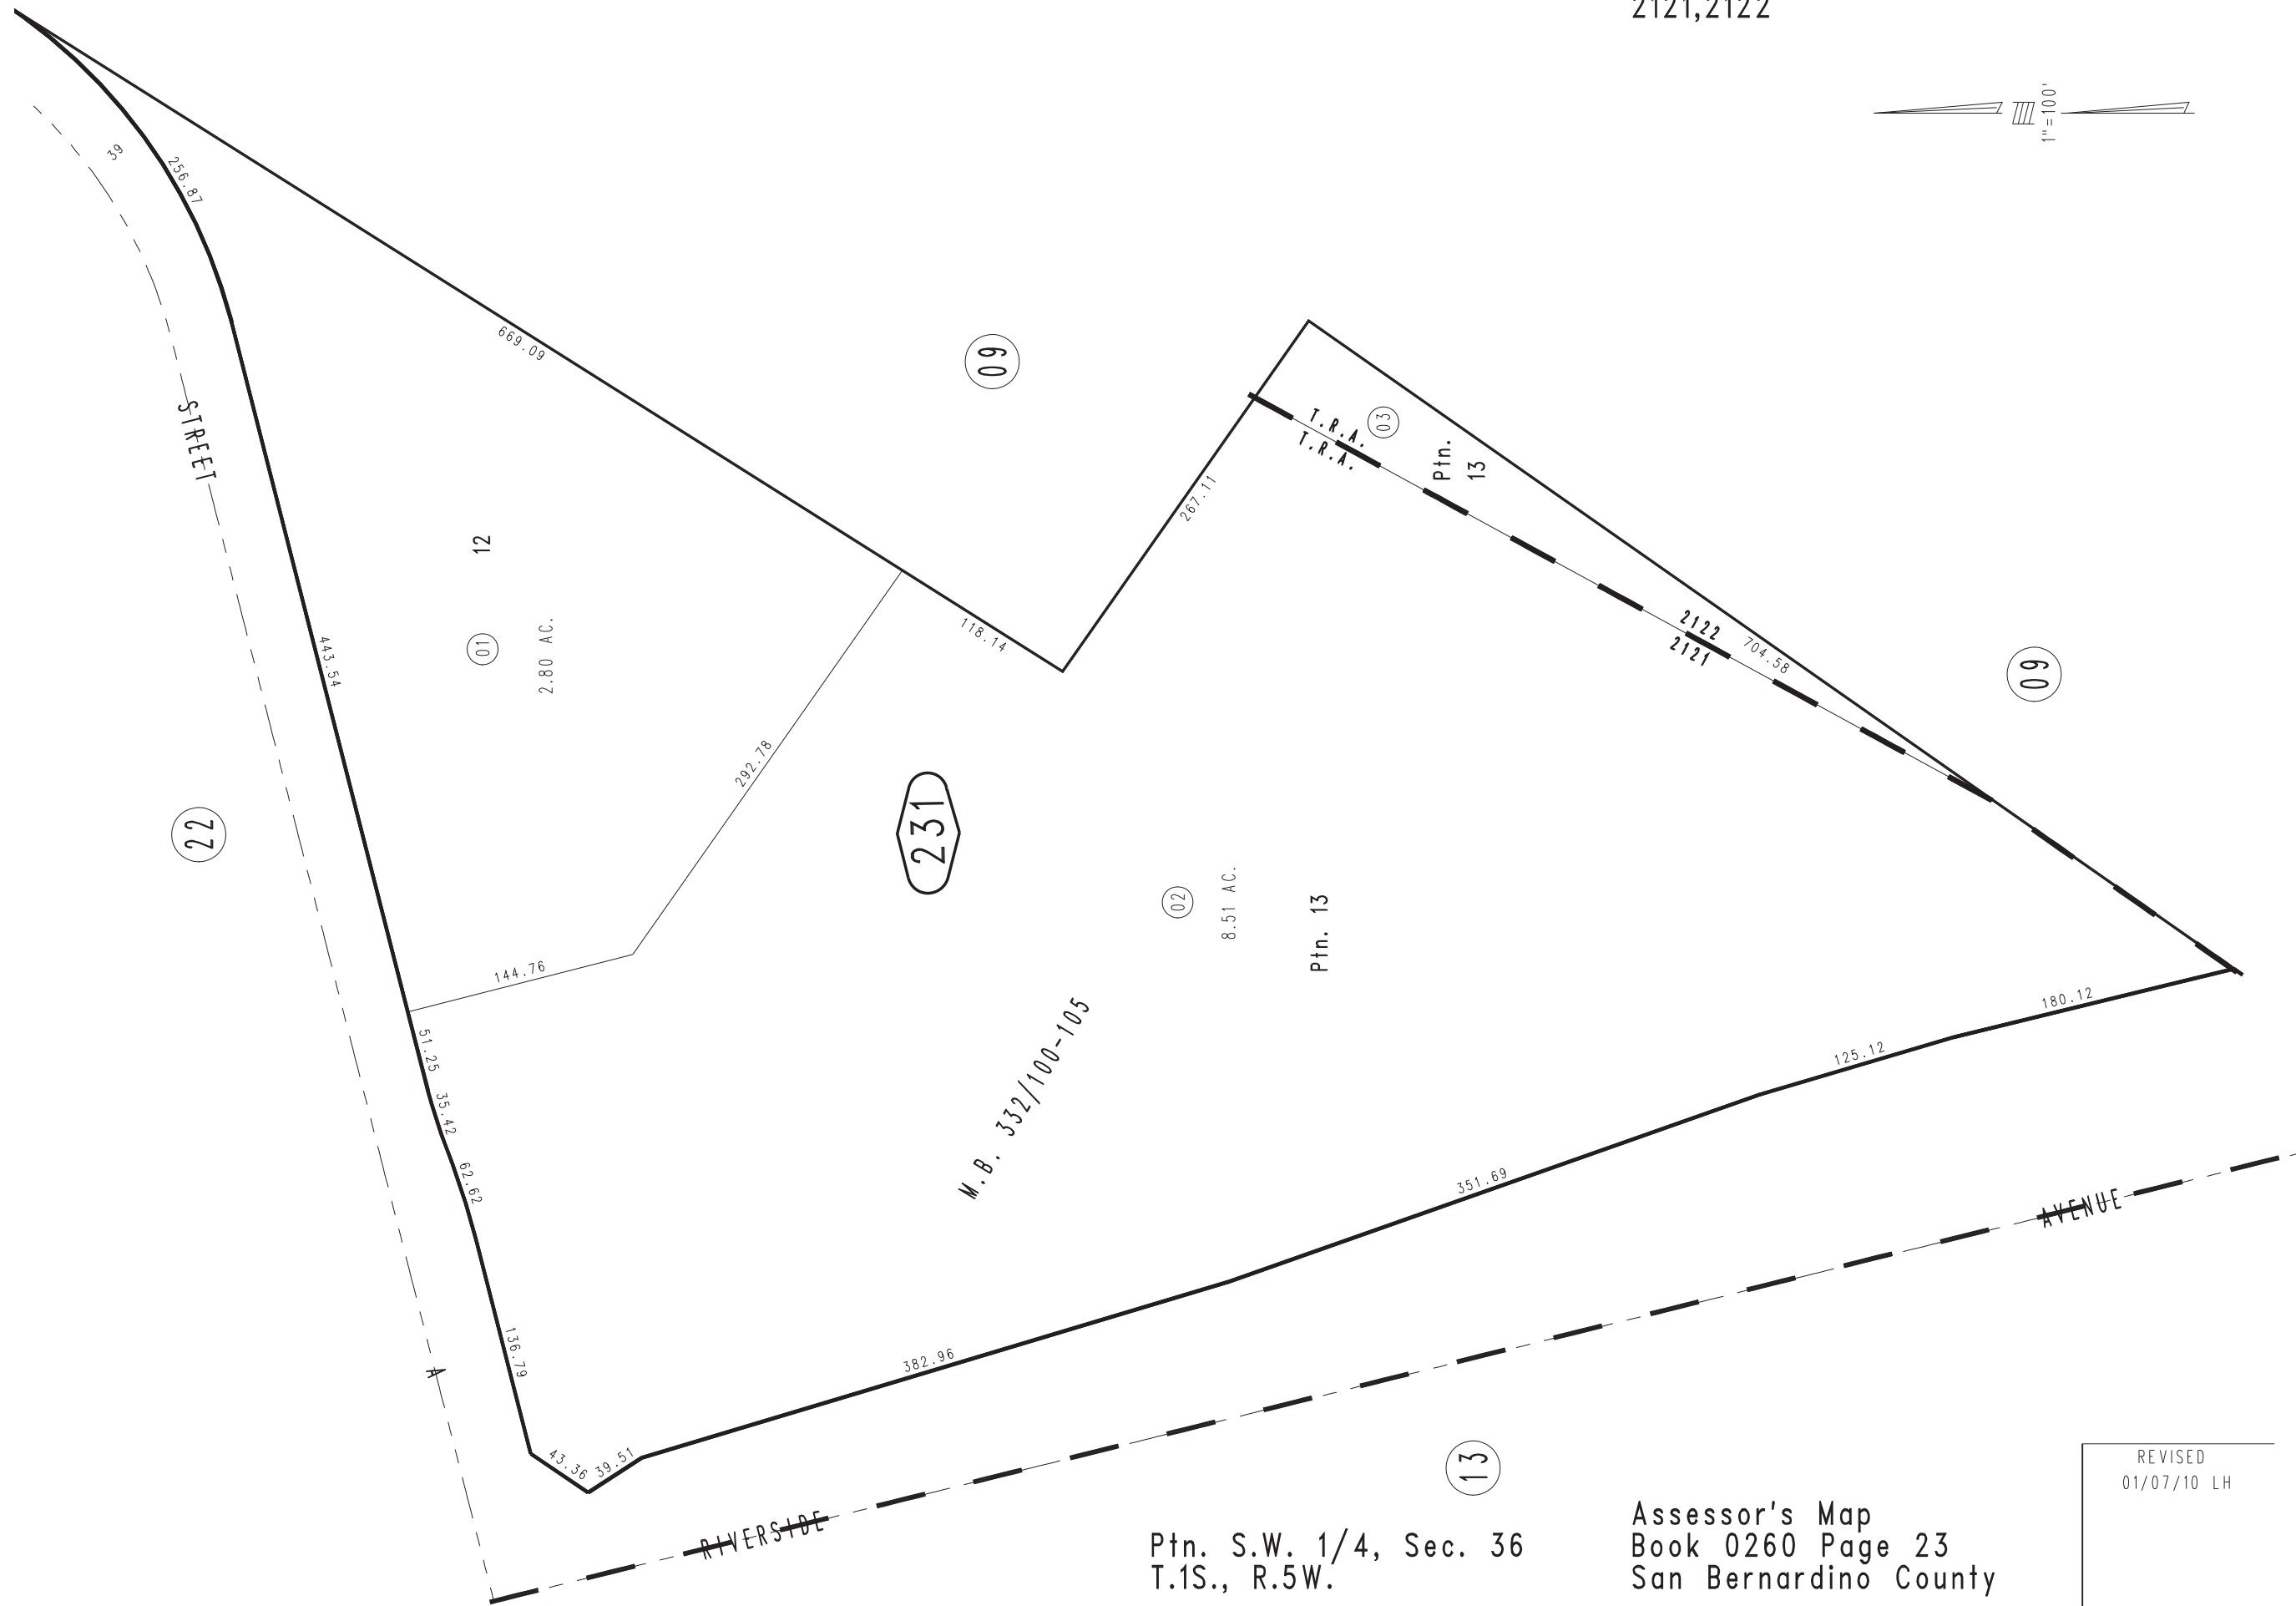 2121,2122
1"=100'
39
256.87
669.09
STREET
09
T.R.A.
T.R.A.
03
Ptn.
13
267.11
12
01
2.80 AC.
443.54
118.14
2122
2121
704.58
09
292.78
231
22
02
8.51 AC.
Ptn. 13
144.76
M.B. 332/100-105
180.12
125.12
51.25
35.42
62.62
351.69
AVENUE
136.79
A
382.96
43.36
39.51
RIVERSIDE
13
Ptn. S.W. 1/4, Sec. 36
T.1S., R.5W.
Assessor's Map
Book 0260 Page 23
San Bernardino County
REVISED
01/07/10 LH